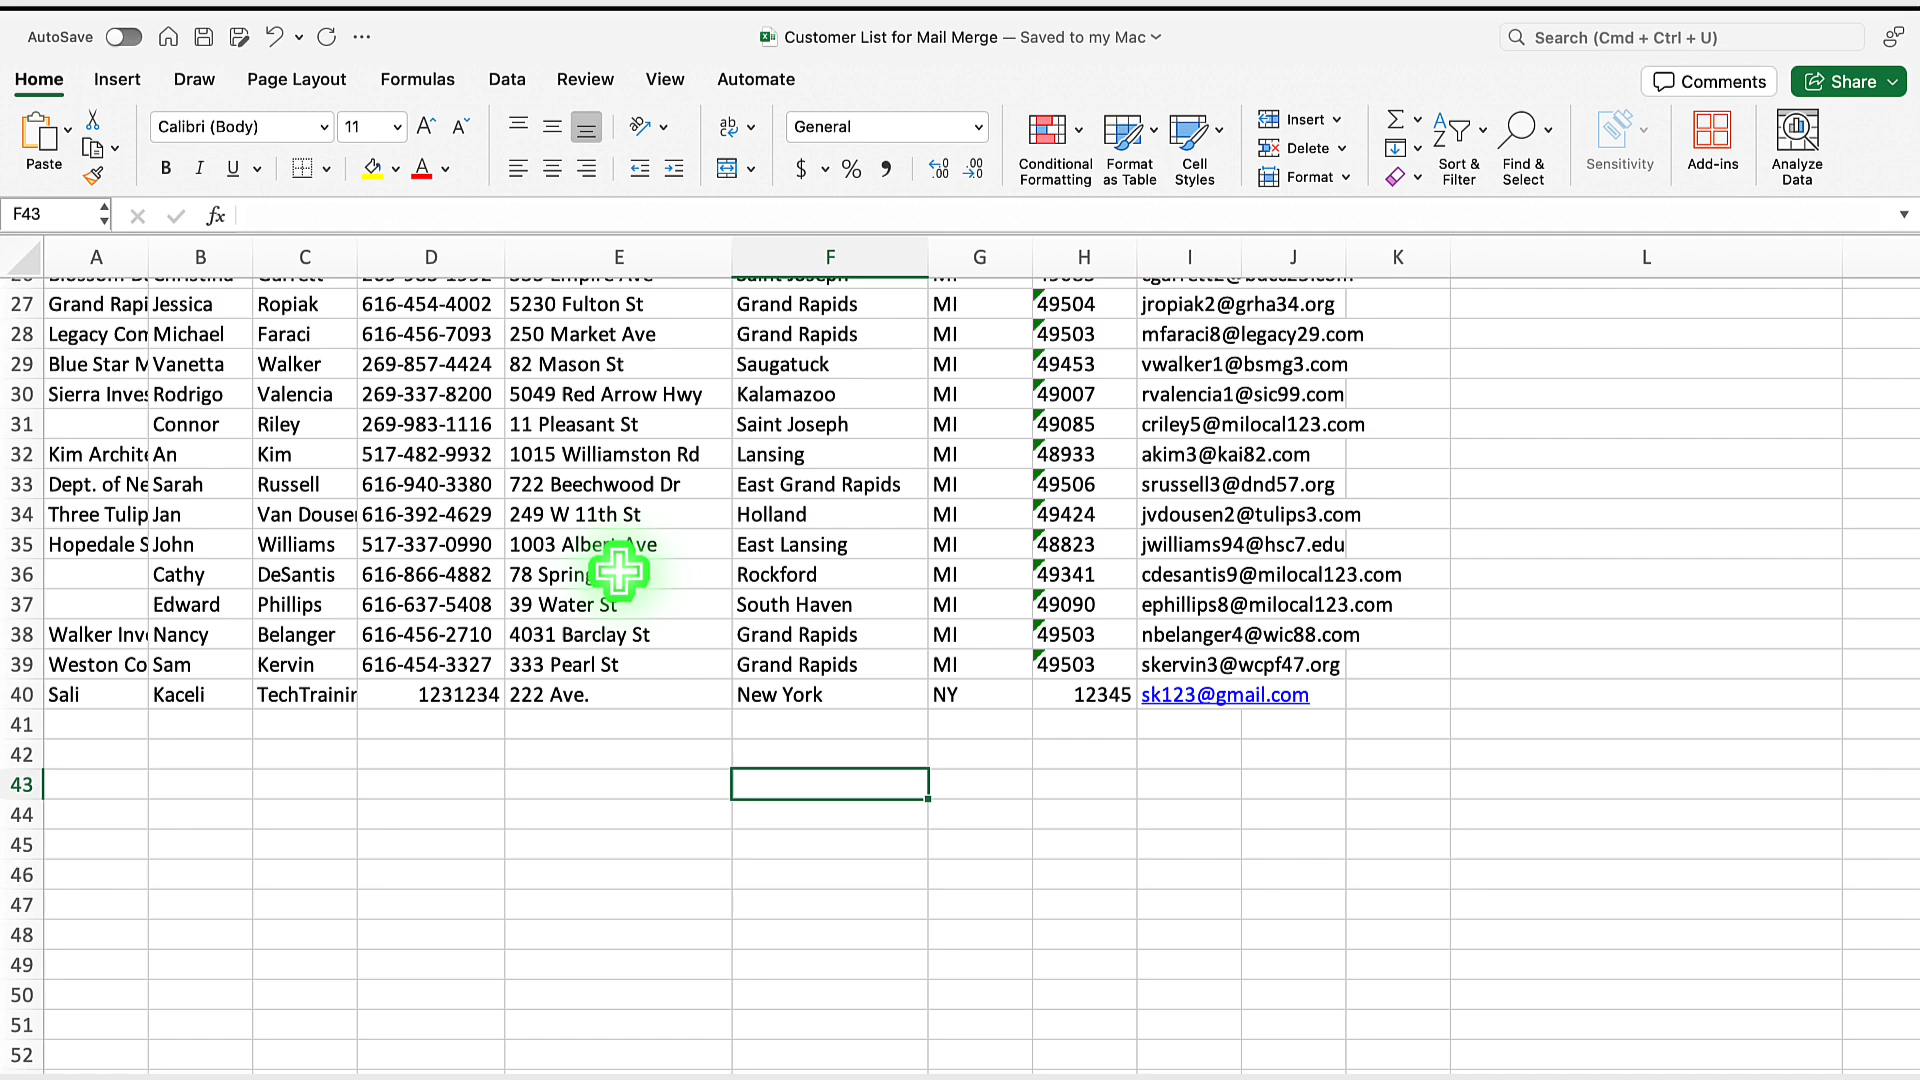 AutoSave Customer List for Mail Merge — Saved to my Mac Search (Cmd + Ctrl + U)
Home Insert Draw Page Layout Formulas Data Review View Automate Comments Share
Paste Calibri (Body) 11 General Conditional Formatting Format as Table Cell Styles Insert Delete Format Sort & Filter Find & Select Sensitivity Add-ins Analyze Data
F43 fx
A B C D E F G H I J K L
27 Grand Rapi Jessica Ropiak 616-454-4002 5230 Fulton St Grand Rapids MI 49504 jropiak2@grha34.org
28 Legacy Com Michael Faraci 616-456-7093 250 Market Ave Grand Rapids MI 49503 mfaraci8@legacy29.com
29 Blue Star M Vanetta Walker 269-857-4424 82 Mason St Saugatuck MI 49453 vwalker1@bsmg3.com
30 Sierra Inves Rodrigo Valencia 269-337-8200 5049 Red Arrow Hwy Kalamazoo MI 49007 rvalencia1@sic99.com
31 Connor Riley 269-983-1116 11 Pleasant St Saint Joseph MI 49085 criley5@milocal123.com
32 Kim Archite An Kim 517-482-9932 1015 Williamston Rd Lansing MI 48933 akim3@kai82.com
33 Dept. of Ne Sarah Russell 616-940-3380 722 Beechwood Dr East Grand Rapids MI 49506 srussell3@dnd57.org
34 Three Tulip Jan Van Douser 616-392-4629 249 W 11th St Holland MI 49424 jvdousen2@tulips3.com
35 Hopedale S John Williams 517-337-0990 1003 Albert Ave East Lansing MI 48823 jwilliams94@hsc7.edu
36 Cathy DeSantis 616-866-4882 78 Spring Rockford MI 49341 cdesantis9@milocal123.com
37 Edward Phillips 616-637-5408 39 Water St South Haven MI 49090 ephillips8@milocal123.com
38 Walker Inve Nancy Belanger 616-456-2710 4031 Barclay St Grand Rapids MI 49503 nbelanger4@wic88.com
39 Weston Co Sam Kervin 616-454-3327 333 Pearl St Grand Rapids MI 49503 skervin3@wcpf47.org
40 Sali Kaceli TechTrainin 1231234 222 Ave. New York NY 12345 sk123@gmail.com
41
42
43
44
45
46
47
48
49
50
51
52